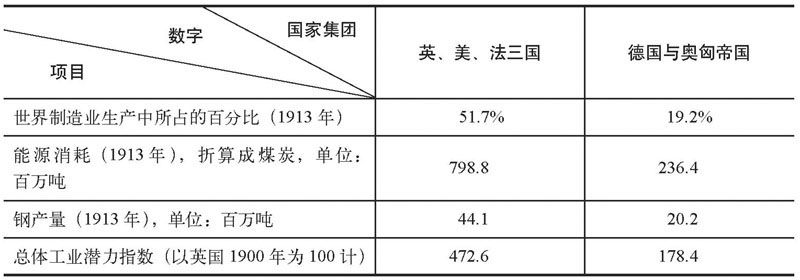 数字
国家集团
项目
英、美、法三国
德国与奥匈帝国
世界制造业生产中所占的百分比（1913 年）
51.7%
19.2%
能源消耗（1913 年），折算成煤炭，单位：
百万吨
798.8
236.4
钢产量（1913 年），单位：百万吨
44.1
20.2
总体工业潜力指数（以英国 1900 年为 100 计）
472.6
178.4